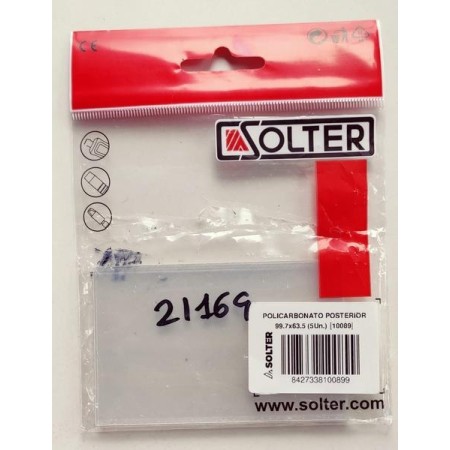 CE
SOLTER
21169
POLICARBONATO POSTERIOR
99.7x63.5 (5Un.) [10089]
SOLTER
8427338100899
www.solter.com